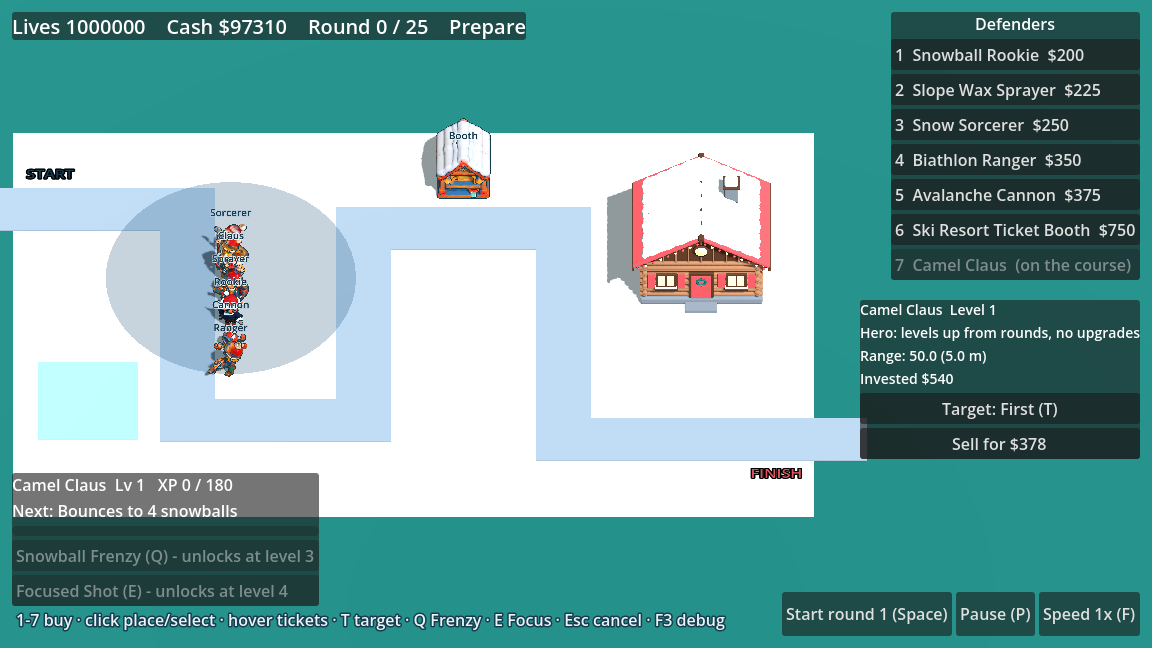 Lives 1000000 Cash $97310 Round 0 / 25 Prepare
Defenders
1 Snowball Rookie $200
2 Slope Wax Sprayer $225
3 Snow Sorcerer $250
4 Biathlon Ranger $350
5 Avalanche Cannon $375
6 Ski Resort Ticket Booth $750
7 Camel Claus (on the course)
Booth
START
Sorcerer
Claus
Sprayer
Rookie
Cannon
Ranger
Camel Claus Level 1
Hero: levels up from rounds, no upgrades
Range: 50.0 (5.0 m)
Invested $540
Target: First (T)
Sell for $378
FINISH
Camel Claus Lv 1 XP 0 / 180
Next: Bounces to 4 snowballs
Snowball Frenzy (Q) - unlocks at level 3
Focused Shot (E) - unlocks at level 4
1-7 buy · click place/select · hover tickets · T target · Q Frenzy · E Focus · Esc cancel · F3 debug
Start round 1 (Space)
Pause (P)
Speed 1x (F)